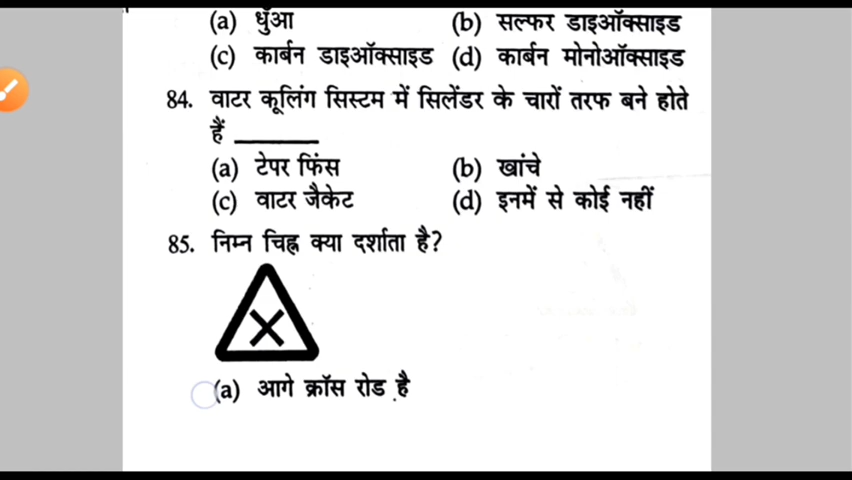 (a) धुँआ (b) सल्फर डाइऑक्साइड
(c) कार्बन डाइऑक्साइड (d) कार्बन मोनोऑक्साइड
84. वाटर कूलिंग सिस्टम में सिलेंडर के चारों तरफ बने होते
हैं ________
(a) टेपर फिंस (b) खांचे
(c) वाटर जैकेट (d) इनमें से कोई नहीं
85. निम्न चिह्न क्या दर्शाता है?
(a) आगे क्रॉस रोड है